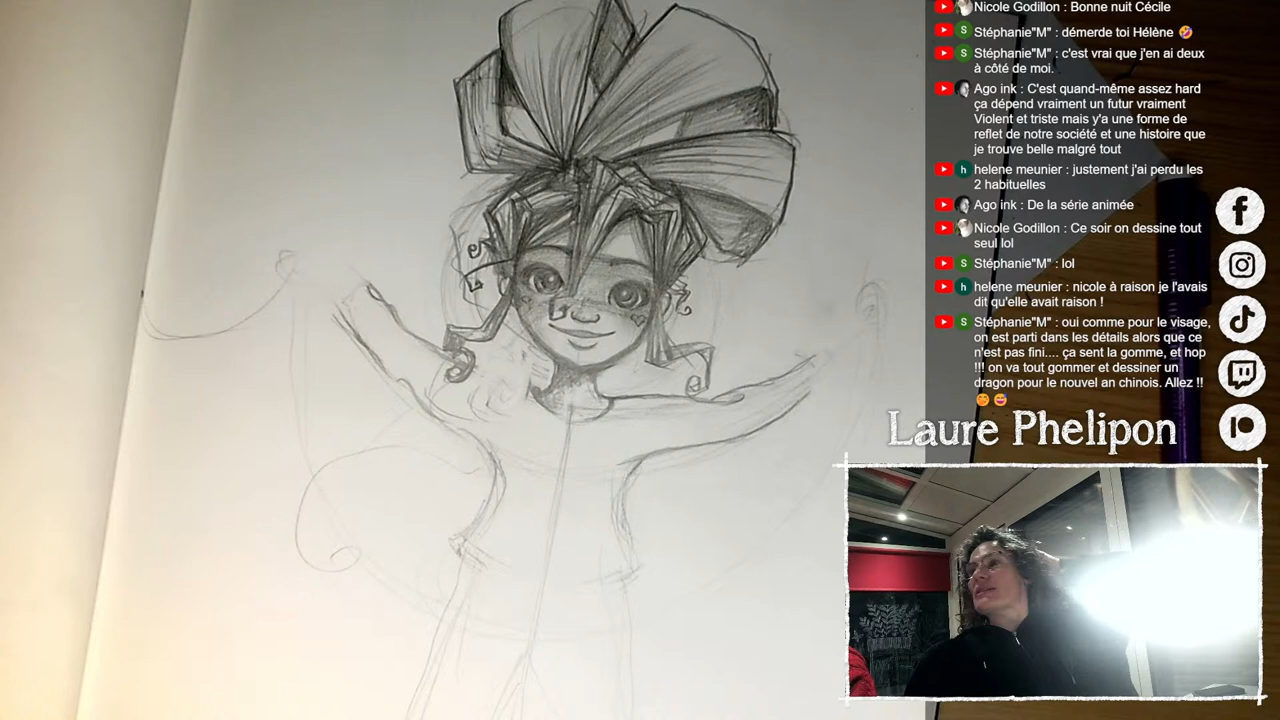 Nicole Godillon : Bonne nuit Cécile
Stéphanie"M" : démerde toi Hélène 🤣
Stéphanie"M" : c'est vrai que j'en ai deux
à côté de moi.
Ago ink : C'est quand-même assez hard
ça dépend vraiment un futur vraiment
Violent et triste mais y'a une forme de
reflet de notre société et une histoire que
je trouve belle malgré tout
helene meunier : justement j'ai perdu les
2 habituelles
Ago ink : De la série animée
Nicole Godillon : Ce soir on dessine tout
seul lol
Stéphanie"M" : lol
helene meunier : nicole à raison je l'avais
dit qu'elle avait raison !
Stéphanie"M" : oui comme pour le visage,
on est parti dans les détails alors que ce
n'est pas fini.... ça sent la gomme, et hop
!!! on va tout gommer et dessiner un
dragon pour le nouvel an chinois. Allez !!
🤭 😅
Laure Phelipon